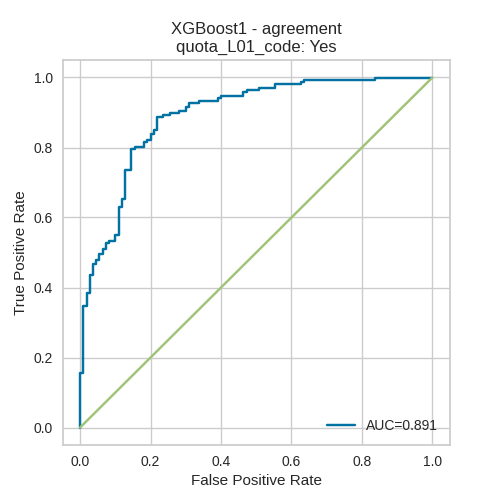 XGBoost1 - agreement
quota_L01_code: Yes
1.0
0.8
0.6
0.4
0.2
0.0
True Positive Rate
AUC=0.891
0.0 0.2 0.4 0.6 0.8 1.0
False Positive Rate